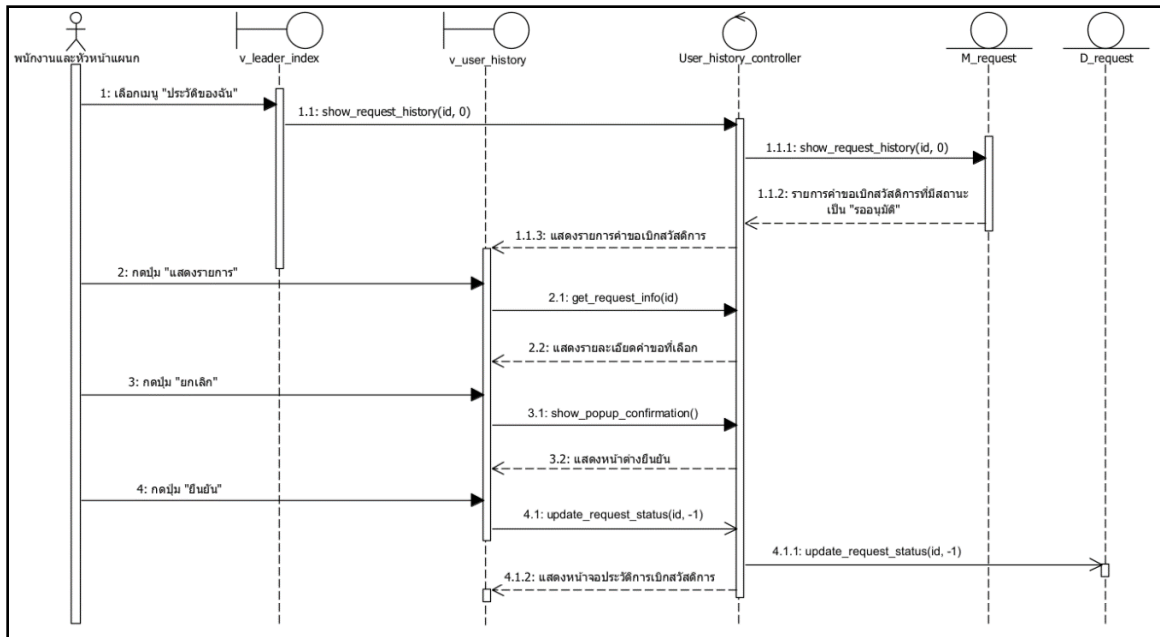 พนักงานและหัวหน้าแผนก
v_leader_index
v_user_history
User_history_controller
M_request
D_request
1: เลือกเมนู "ประวัติของฉัน"
1.1: show_request_history(id, 0)
1.1.1: show_request_history(id, 0)
1.1.2: รายการคำขอเบิกสวัสดิการที่มีสถานะ
เป็น "รออนุมัติ"
1.1.3: แสดงรายการคำขอเบิกสวัสดิการ
2: กดปุ่ม "แสดงรายการ"
2.1: get_request_info(id)
2.2: แสดงรายละเอียดคำขอที่เลือก
3: กดปุ่ม "ยกเลิก"
3.1: show_popup_confirmation()
3.2: แสดงหน้าต่างยืนยัน
4: กดปุ่ม "ยืนยัน"
4.1: update_request_status(id, -1)
4.1.1: update_request_status(id, -1)
4.1.2: แสดงหน้าจอประวัติการเบิกสวัสดิการ